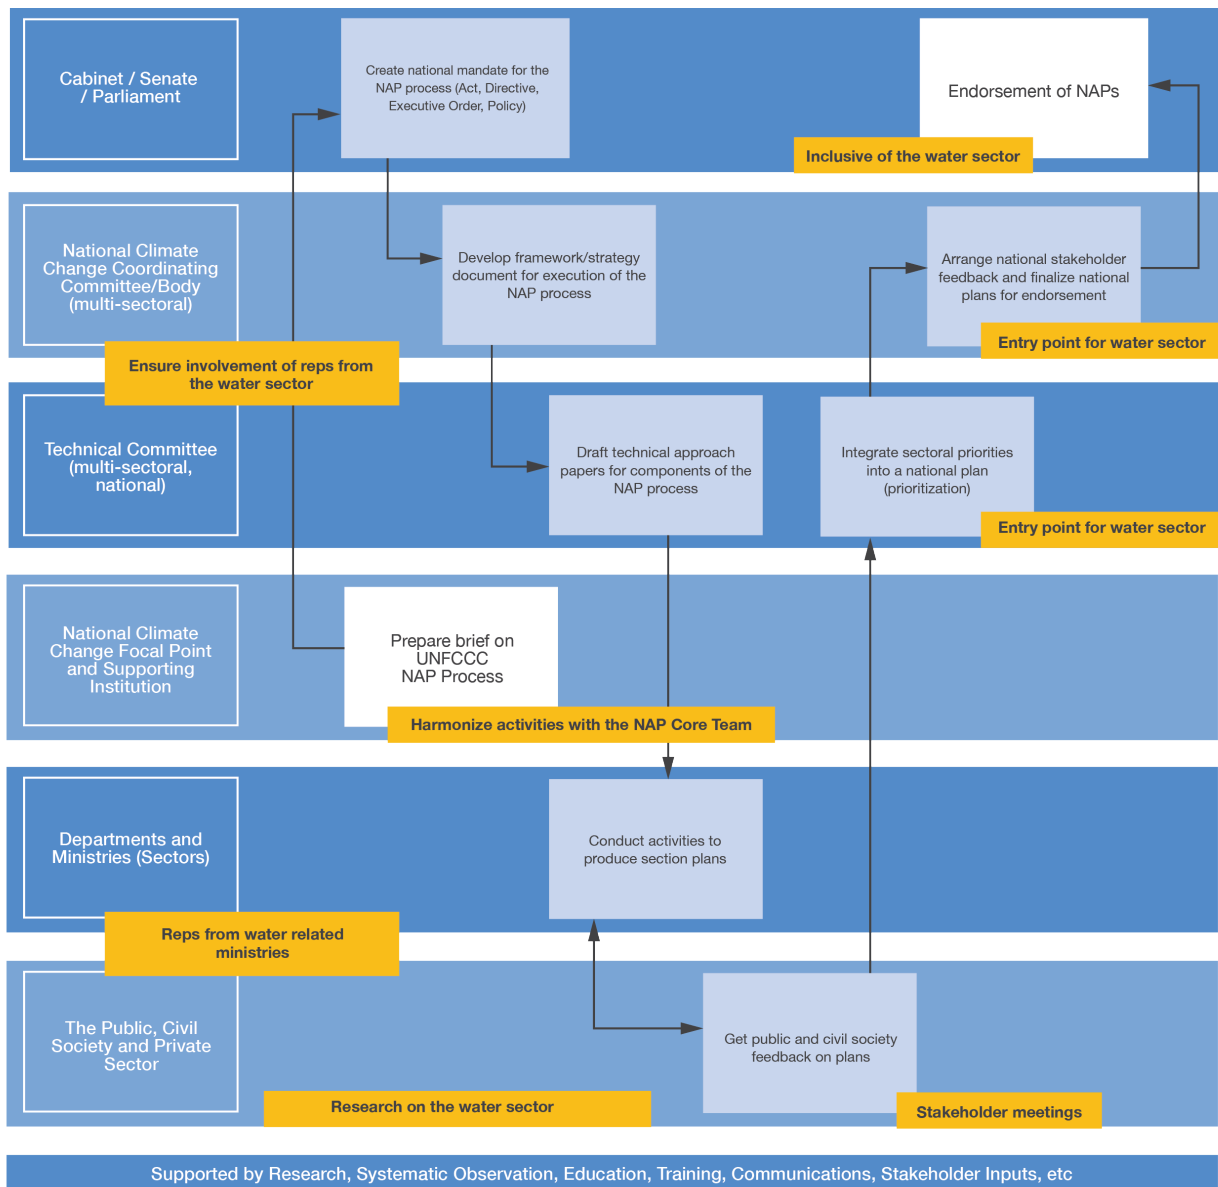 Cabinet / Senate
/ Parliament
Create national mandate for the
NAP process (Act, Directive,
Executive Order, Policy)
Endorsement of NAPs
Inclusive of the water sector
National Climate
Change Coordinating
Committee/Body
(multi-sectoral)
Develop framework/strategy
document for execution of the
NAP process
Arrange national stakeholder
feedback and finalize national
plans for endorsement
Entry point for water sector
Ensure involvement of reps from
the water sector
Technical Committee
(multi-sectoral,
national)
Draft technical approach
papers for components of the
NAP process
Integrate sectoral priorities
into a national plan
(prioritization)
Entry point for water sector
National Climate
Change Focal Point
and Supporting
Institution
Prepare brief on
UNFCCC
NAP Process
Harmonize activities with the NAP Core Team
Departments and
Ministries (Sectors)
Conduct activities to
produce section plans
Reps from water related
ministries
The Public, Civil
Society and Private
Sector
Get public and civil society
feedback on plans
Research on the water sector
Stakeholder meetings
Supported by Research, Systematic Observation, Education, Training, Communications, Stakeholder Inputs, etc